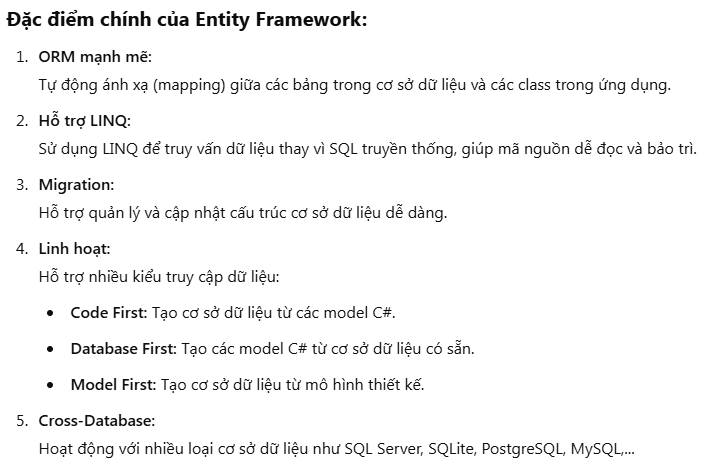 Đặc điểm chính của Entity Framework:
1. ORM mạnh mẽ:
Tự động ánh xạ (mapping) giữa các bảng trong cơ sở dữ liệu và các class trong ứng dụng.
2. Hỗ trợ LINQ:
Sử dụng LINQ để truy vấn dữ liệu thay vì SQL truyền thống, giúp mã nguồn dễ đọc và bảo trì.
3. Migration:
Hỗ trợ quản lý và cập nhật cấu trúc cơ sở dữ liệu dễ dàng.
4. Linh hoạt:
Hỗ trợ nhiều kiểu truy cập dữ liệu:
• Code First: Tạo cơ sở dữ liệu từ các model C#.
• Database First: Tạo các model C# từ cơ sở dữ liệu có sẵn.
• Model First: Tạo cơ sở dữ liệu từ mô hình thiết kế.
5. Cross-Database:
Hoạt động với nhiều loại cơ sở dữ liệu như SQL Server, SQLite, PostgreSQL, MySQL,...